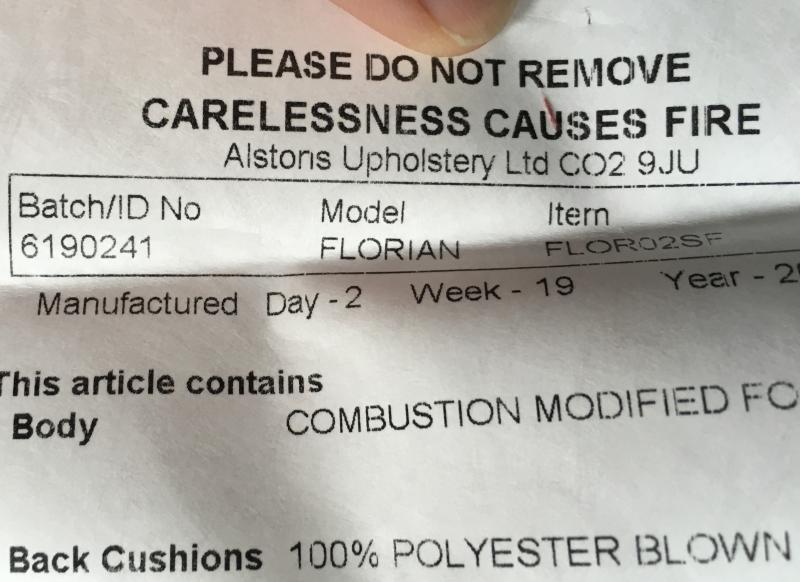 PLEASE DO NOT REMOVE
CARELESSNESS CAUSES FIRE
Alstons Upholstery Ltd CO2 9JU
Batch/ID No Model Item
6190241 FLORIAN FLOR02SF
Manufactured Day - 2 Week - 19 Year - 2
This article contains
Body COMBUSTION MODIFIED FO
Back Cushions 100% POLYESTER BLOWN